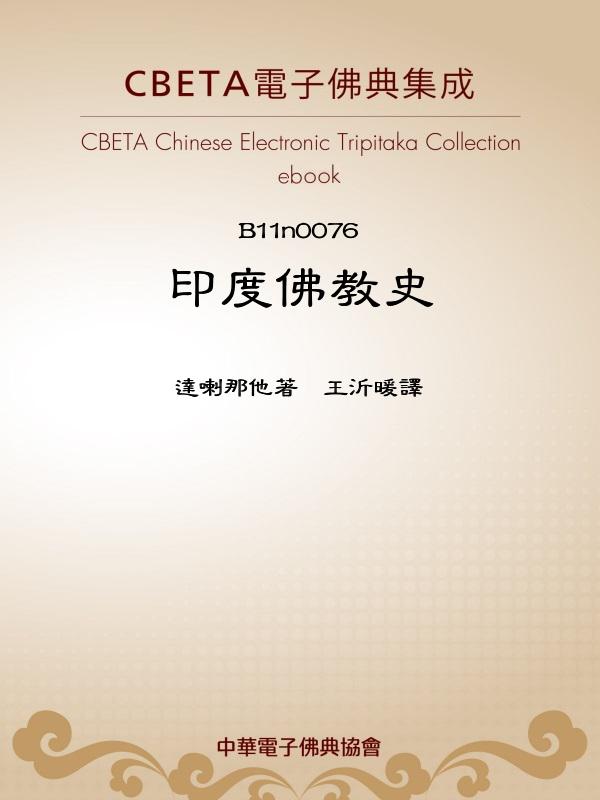 CBETA電子佛典集成
CBETA Chinese Electronic Tripitaka Collection
ebook
B11n0076
印度佛教史
達喇那他著　王沂暖譯
中華電子佛典協會